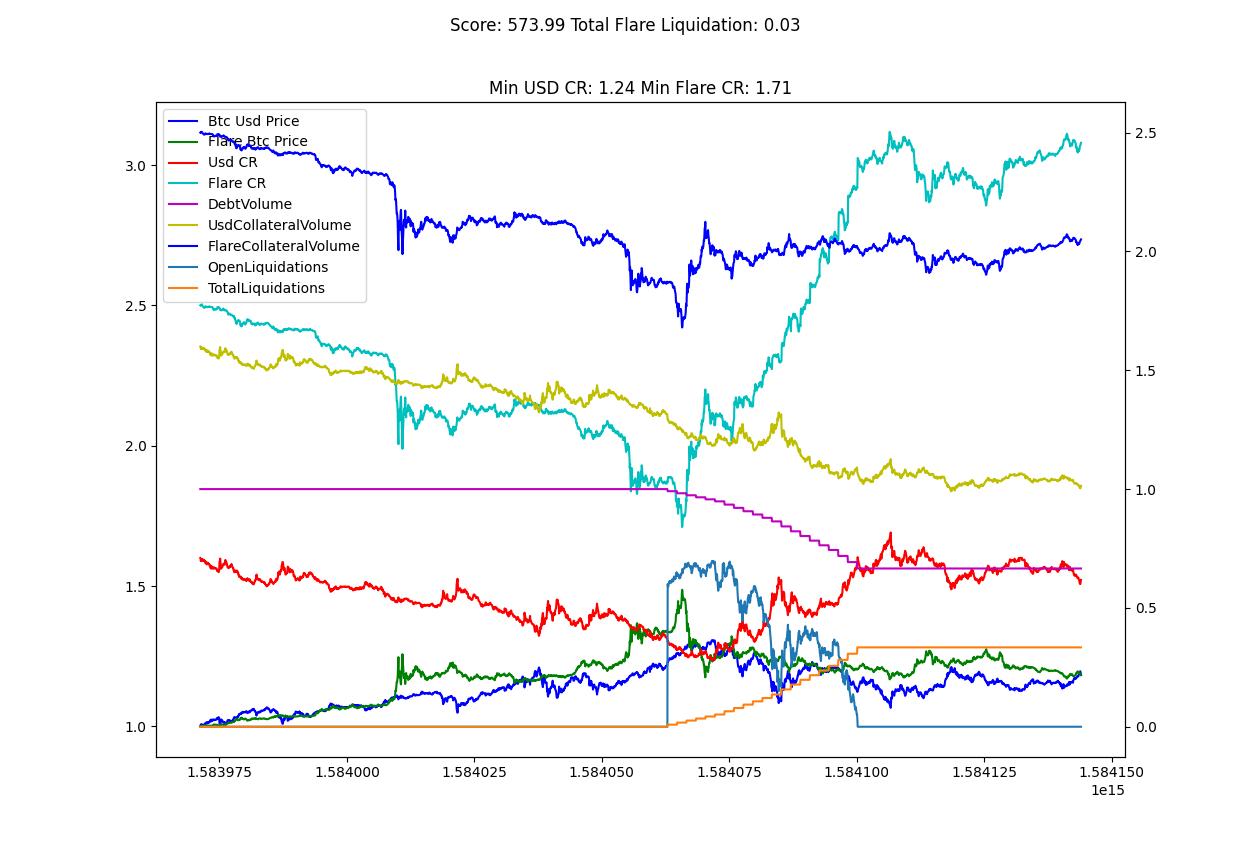 Score: 573.99 Total Flare Liquidation: 0.03
Min USD CR: 1.24 Min Flare CR: 1.71
Btc Usd Price
Flare Btc Price
Usd CR
Flare CR
DebtVolume
UsdCollateralVolume
FlareCollateralVolume
OpenLiquidations
TotalLiquidations
3.0
2.5
2.0
1.5
1.0
2.5
2.0
1.5
1.0
0.5
0.0
1.583975
1.584000
1.584025
1.584050
1.584075
1.584100
1.584125
1.584150
1e15